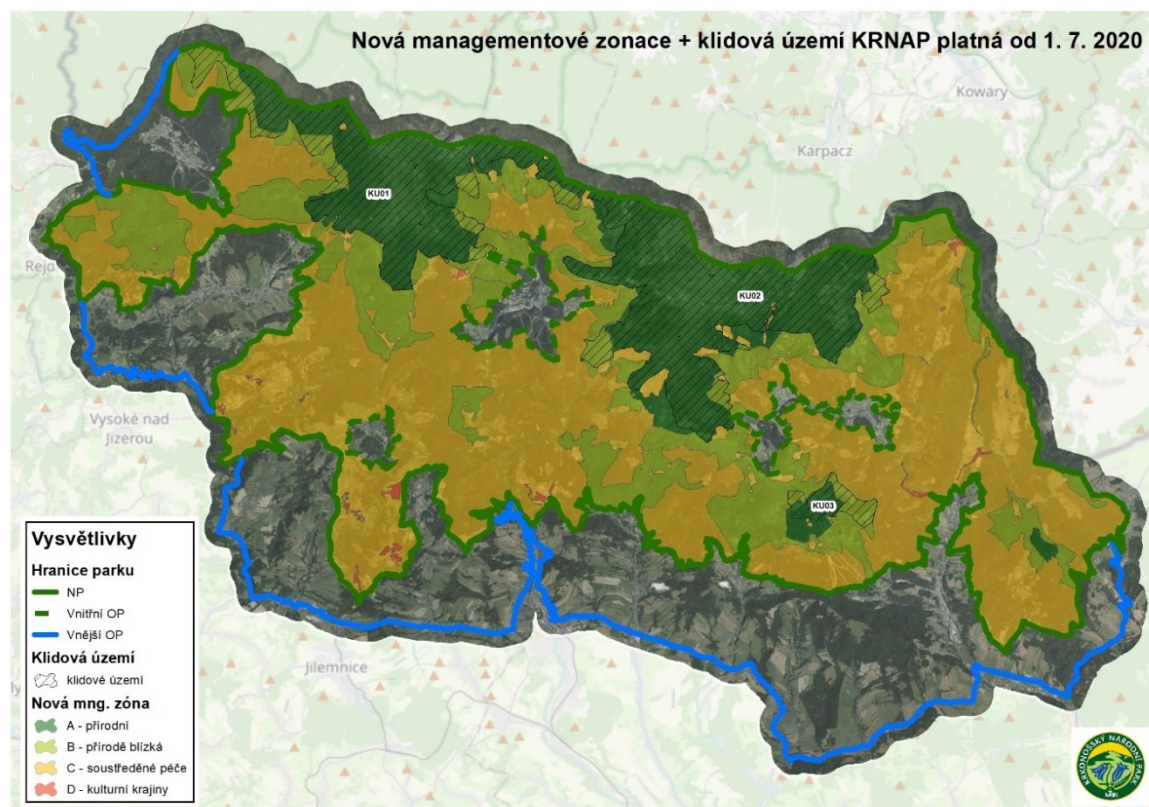 Nová managementové zonace + klidová území KRNAP platná od 1. 7. 2020
Kowary
Karpacz
KU01
Rejd
KU02
Vysoké nad
Jizerou
KU03
Vysvětlivky
Hranice parku
NP
Vnitřní OP
Vnější OP
Klidová území
klidové území
Nová mng. zóna
A - přírodní
B - přírodě blízká
C - soustředěné péče
D - kulturní krajiny
Jilemnice
KRKONOŠSKÝ NÁRODNÍ PARK